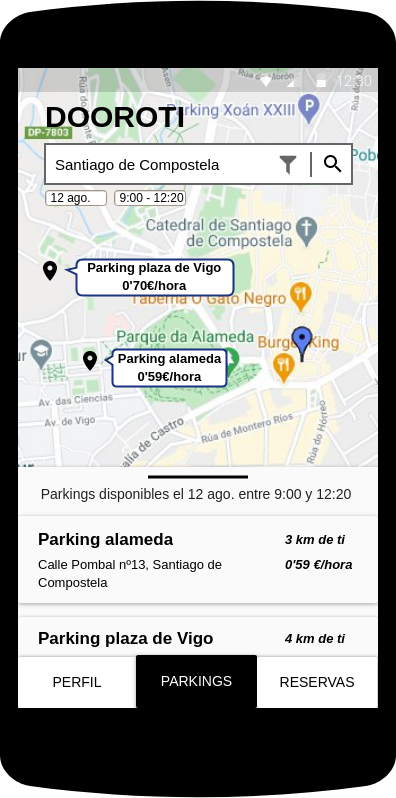 12:30
Rúa de Morón
DOOROTI
Parking Xoán XXIII
DP-7803
Santiago de Compostela
12 ago.
9:00 - 12:20
Catedral de Santiago
de Compostela
Parking plaza de Vigo
0'70€/hora
Taberna O Gato Negro
Parque da Alameda
Burger King
Parking alameda
0'59€/hora
Av. das Ciencias
Av. de Vigo
Rúa de Montero Ríos
Rúa do Hórreo
Parkings disponibles el 12 ago. entre 9:00 y 12:20
Parking alameda
3 km de ti
Calle Pombal nº13, Santiago de
0'59 €/hora
Compostela
Parking plaza de Vigo
4 km de ti
PERFIL
PARKINGS
RESERVAS